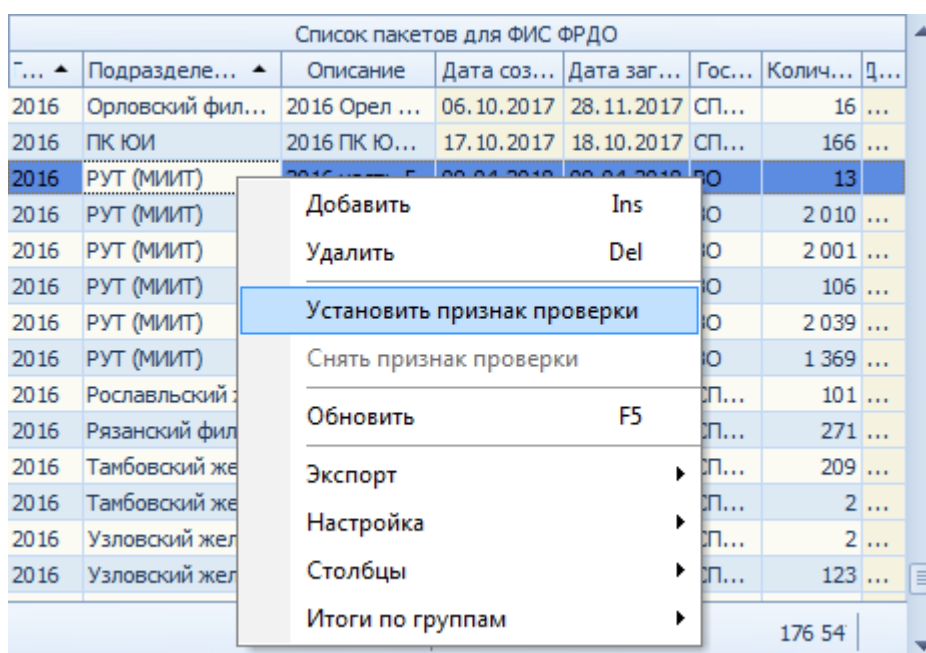 Список пакетов для ФИС ФРДО
Подразделе... Описание Дата соз... Дата заг... Гос... Колич... Д...
2016 Орловский фил... 2016 Орел ... 06.10.2017 28.11.2017 СП... 16 ...
2016 ПК ЮИ 2016 ПК Ю... 17.10.2017 18.10.2017 СП... 166 ...
2016 РУТ (МИИТ) ВО 13
Добавить Ins
2016 РУТ (МИИТ) 2 010 ...
2016 РУТ (МИИТ) Удалить Del 2 001 ...
2016 РУТ (МИИТ) 106 ...
Установить признак проверки
2016 РУТ (МИИТ) 2 039 ...
2016 РУТ (МИИТ) Снять признак проверки 1 369 ...
2016 Рославльский 101 ...
Обновить F5
2016 Рязанский фил 271 ...
2016 Тамбовский же 209 ...
Экспорт
2016 Тамбовский же 2 ...
Настройка
2016 Узловский жел 2 ...
2016 Узловский жел 123 ...
Столбцы
Итоги по группам
176 54